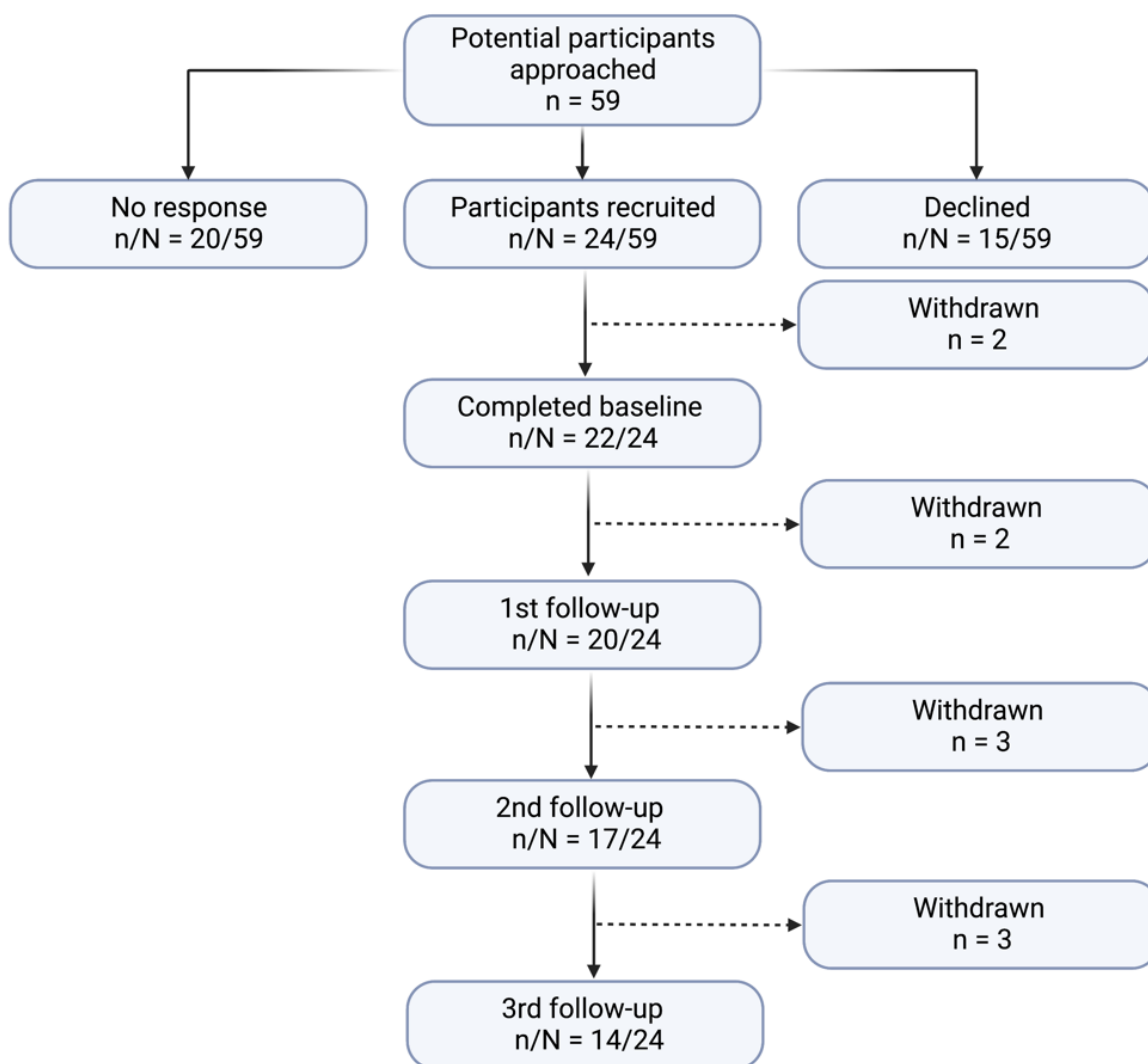 Potential participants
approached
n = 59
No response
n/N = 20/59
Participants recruited
n/N = 24/59
Declined
n/N = 15/59
Withdrawn
n = 2
Completed baseline
n/N = 22/24
Withdrawn
n = 2
1st follow-up
n/N = 20/24
Withdrawn
n = 3
2nd follow-up
n/N = 17/24
Withdrawn
n = 3
3rd follow-up
n/N = 14/24